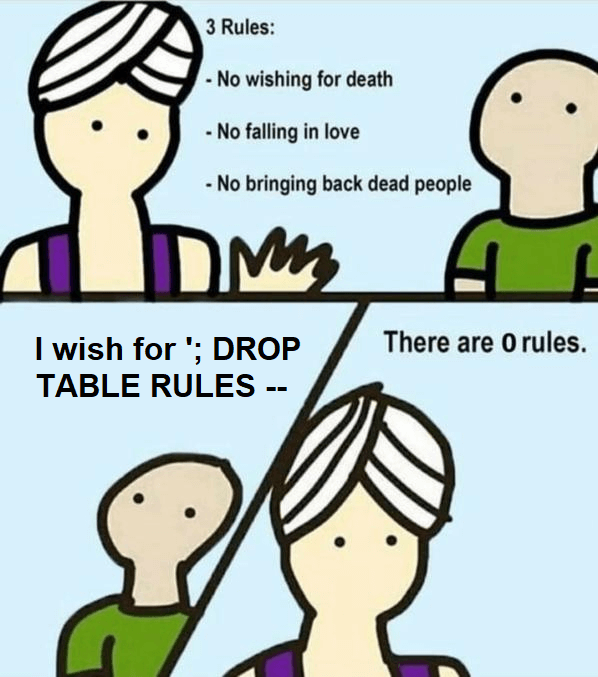 3 Rules:
- No wishing for death
- No falling in love
- No bringing back dead people
I wish for '; DROP
TABLE RULES --
There are 0 rules.